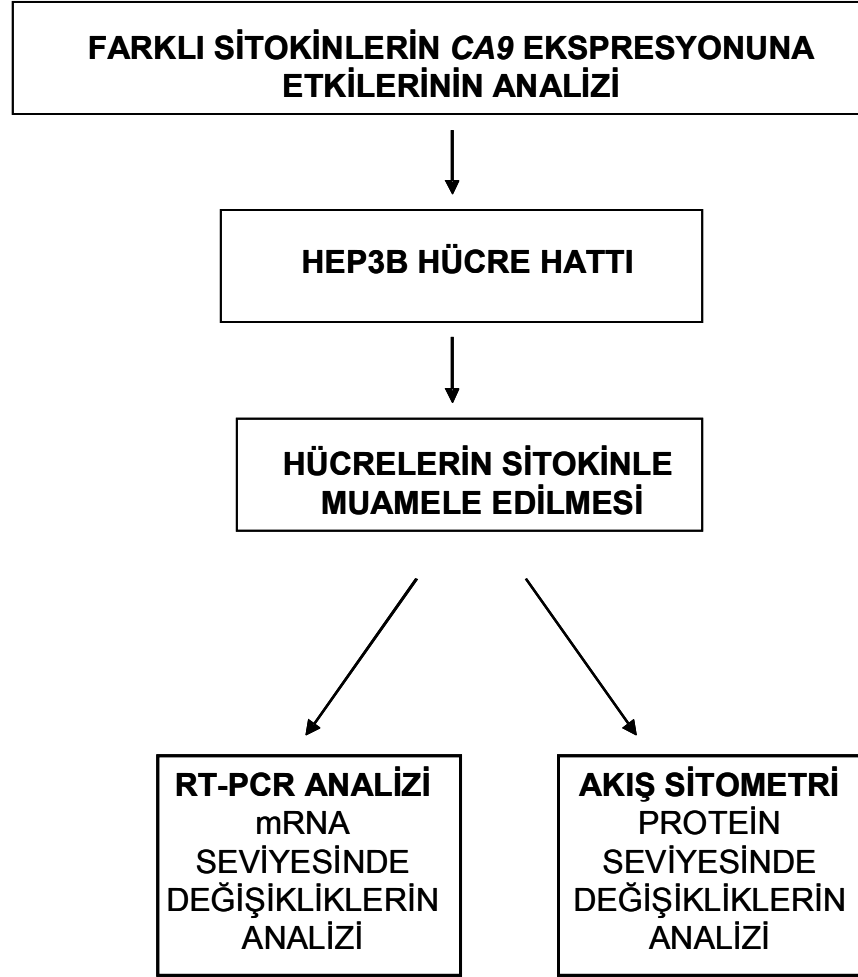 FARKLI SİTOKİNLERİN CA9 EKSPRESYONUNA
ETKİLERİNİN ANALİZİ
HEP3B HÜCRE HATTI
HÜCRELERİN SİTOKİNLE
MUAMELE EDİLMESİ
RT-PCR ANALİZİ
mRNA
SEVİYESİNDE
DEĞİŞİKLİKLERİN
ANALİZİ
AKIŞ SİTOMETRİ
PROTEİN
SEVİYESİNDE
DEĞİŞİKLİKLERİN
ANALİZİ